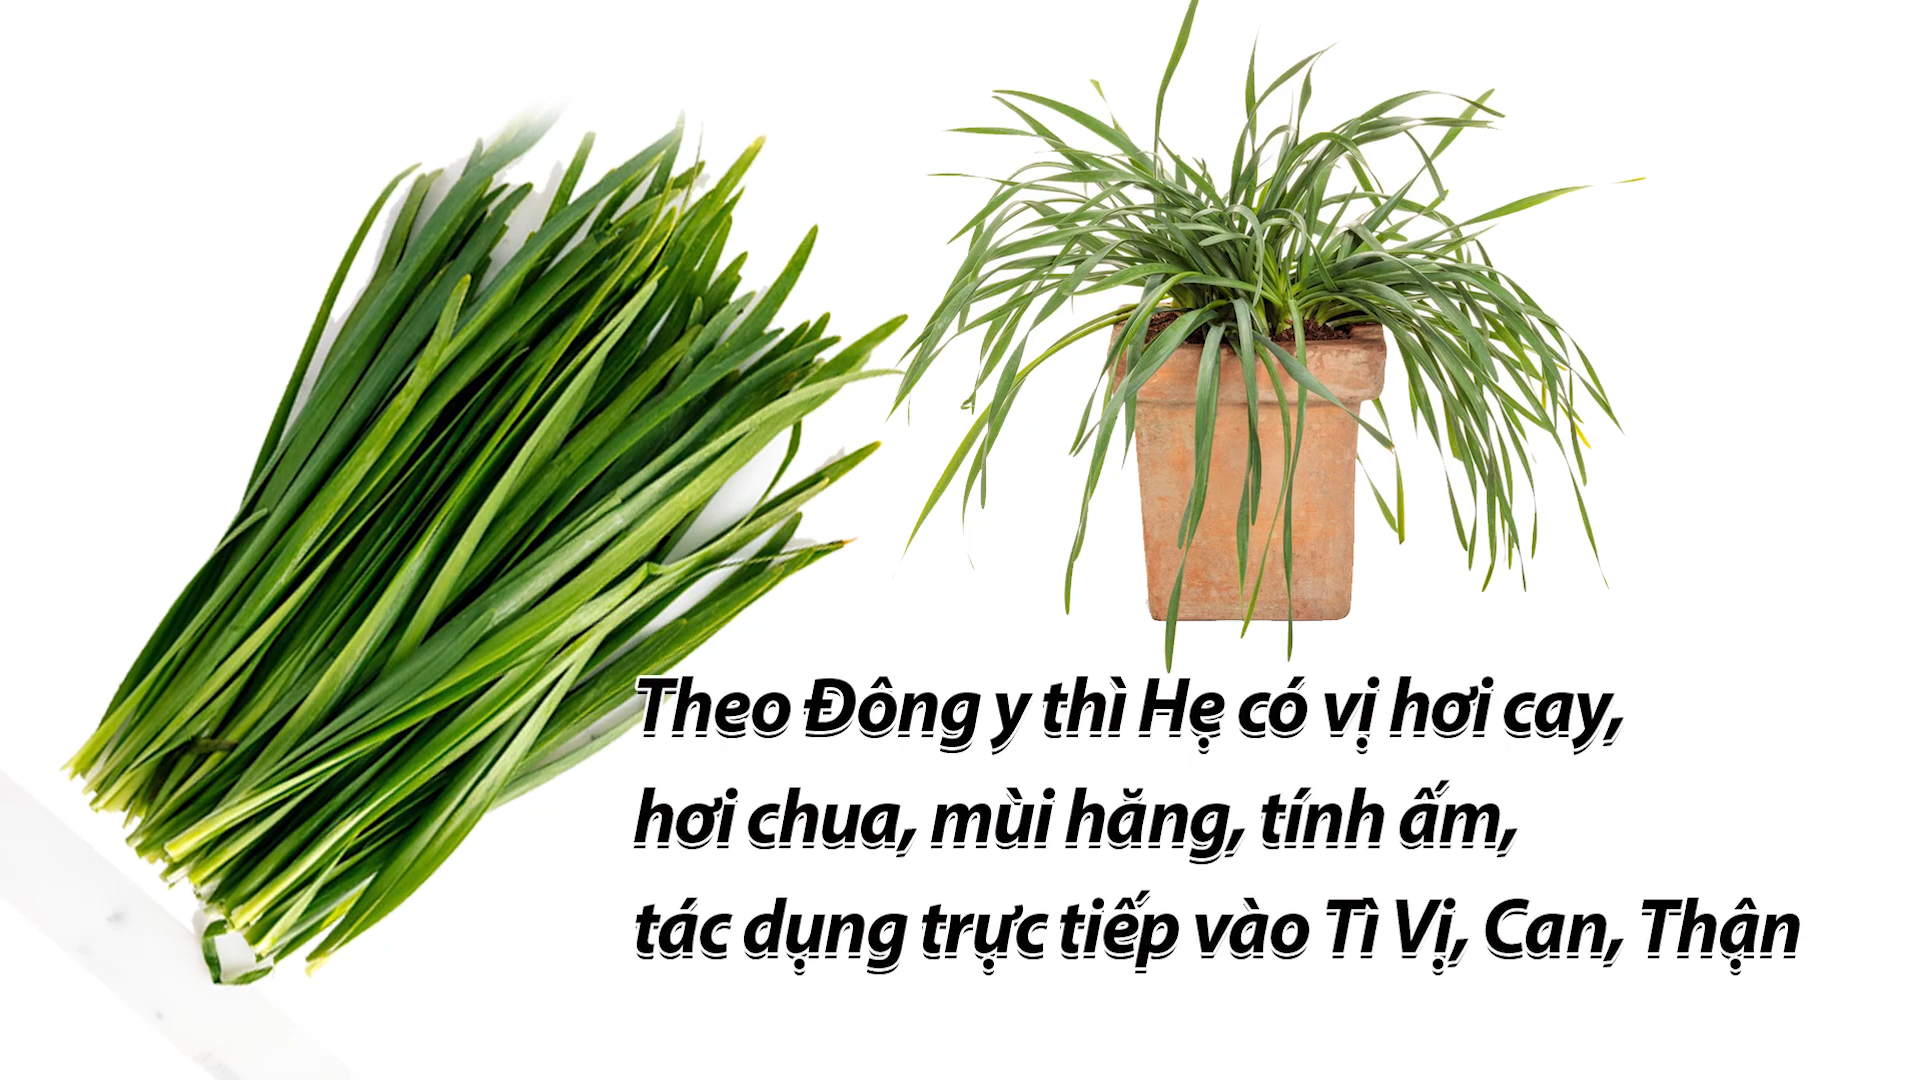 Theo Đông y thì Hẹ có vị hơi cay,
hơi chua, mùi hăng, tính ấm,
tác dụng trực tiếp vào Tì Vị, Can, Thận